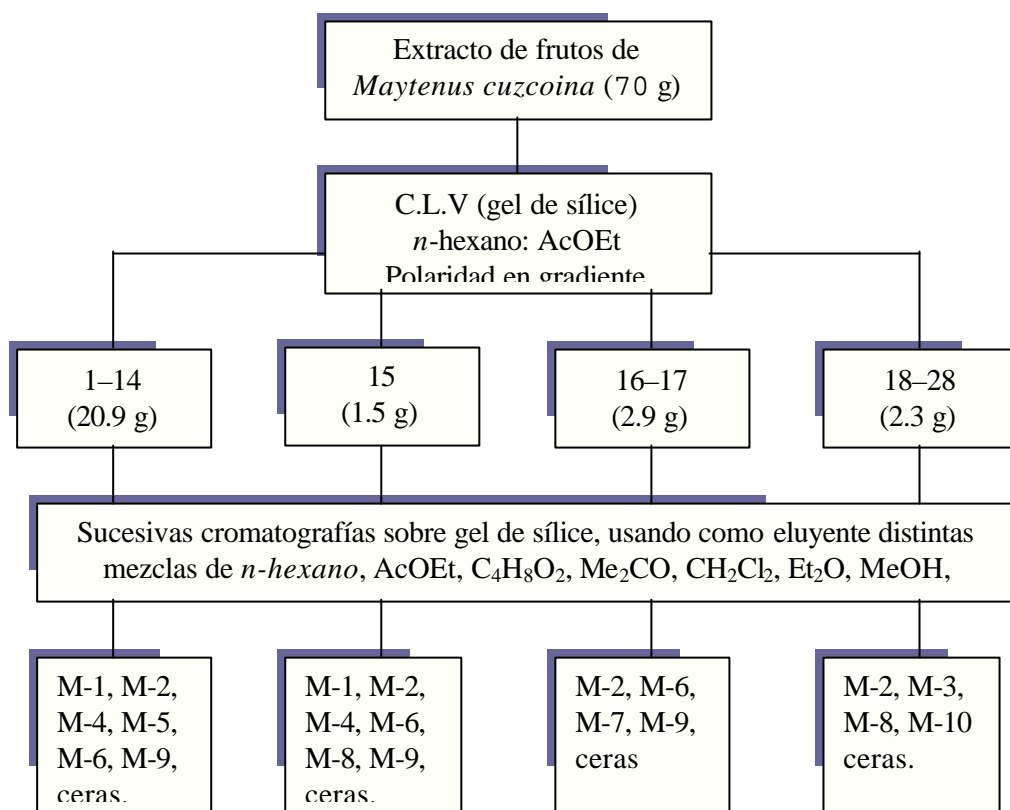 Extracto de frutos de
Maytenus cuzcoina (70 g)
C.L.V (gel de sílice)
n-hexano: AcOEt
Polaridad en gradiente
1–14
(20.9 g)
15
(1.5 g)
16–17
(2.9 g)
18–28
(2.3 g)
Sucesivas cromatografías sobre gel de sílice, usando como eluyente distintas
mezclas de n-hexano, AcOEt, C₄H₈O₂, Me₂CO, CH₂Cl₂, Et₂O, MeOH,
M-1, M-2,
M-4, M-5,
M-6, M-9,
ceras.
M-1, M-2,
M-4, M-6,
M-8, M-9,
ceras.
M-2, M-6,
M-7, M-9,
ceras
M-2, M-3,
M-8, M-10
ceras.